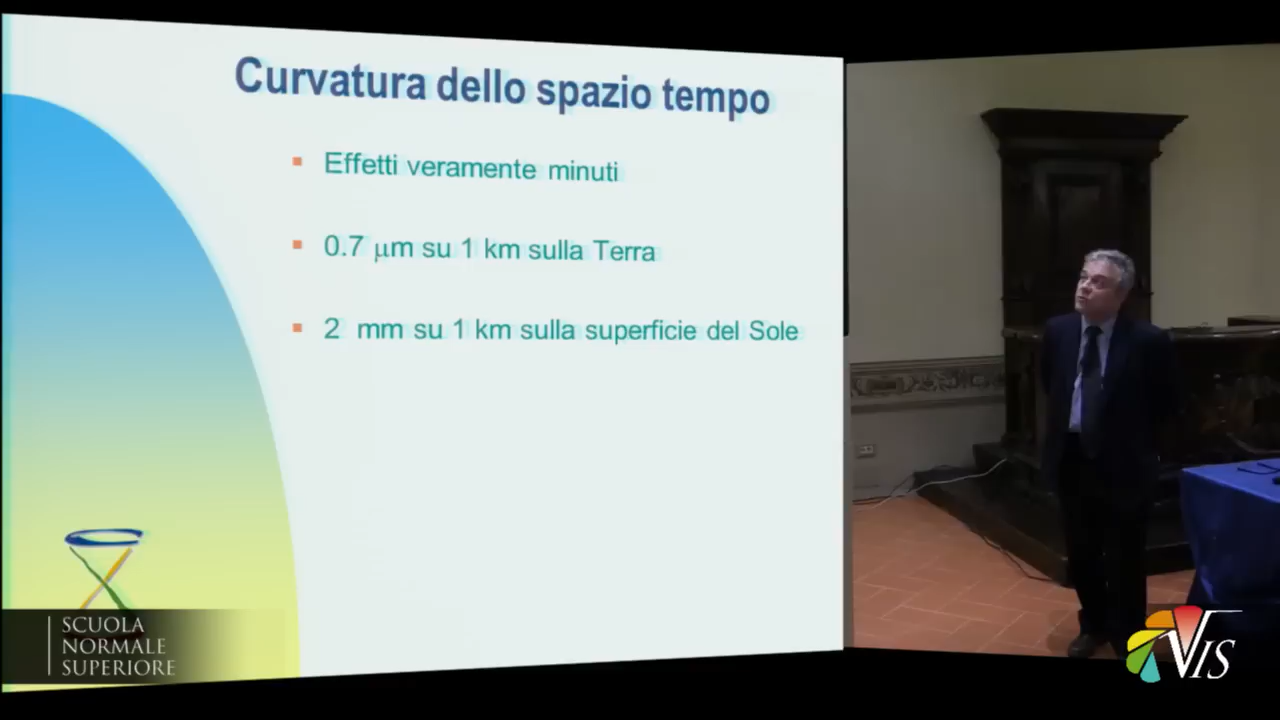 Curvatura dello spazio tempo
Effetti veramente minuti
0.7 μm su 1 km sulla Terra
2 mm su 1 km sulla superficie del Sole
SCUOLA
NORMALE
SUPERIORE
VIS